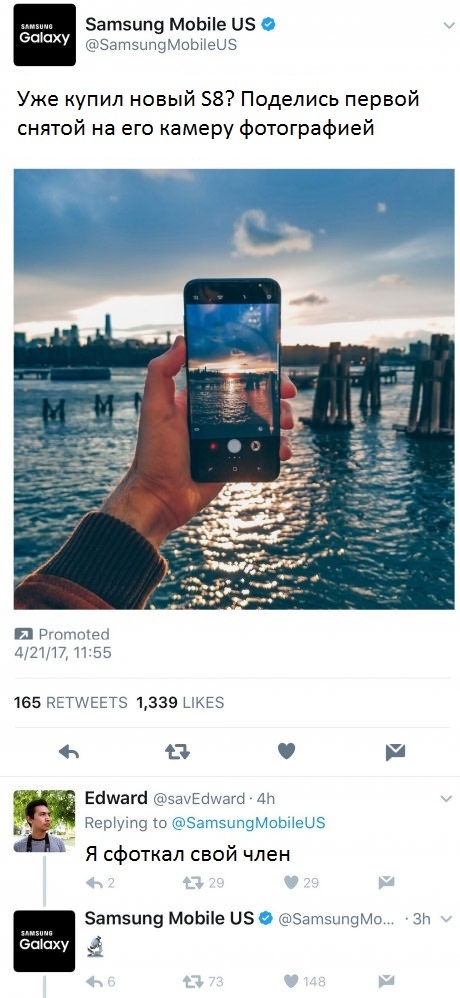 SAMSUNG
Galaxy
Samsung Mobile US
@SamsungMobileUS
Уже купил новый S8? Поделись первой
снятой на его камеру фотографией
Promoted
4/21/17, 11:55
165 RETWEETS 1,339 LIKES
Edward @savEdward · 4h
Replying to @SamsungMobileUS
Я сфоткал свой член
2 29 29
SAMSUNG
Galaxy
Samsung Mobile US @SamsungMo... · 3h
6 73 148